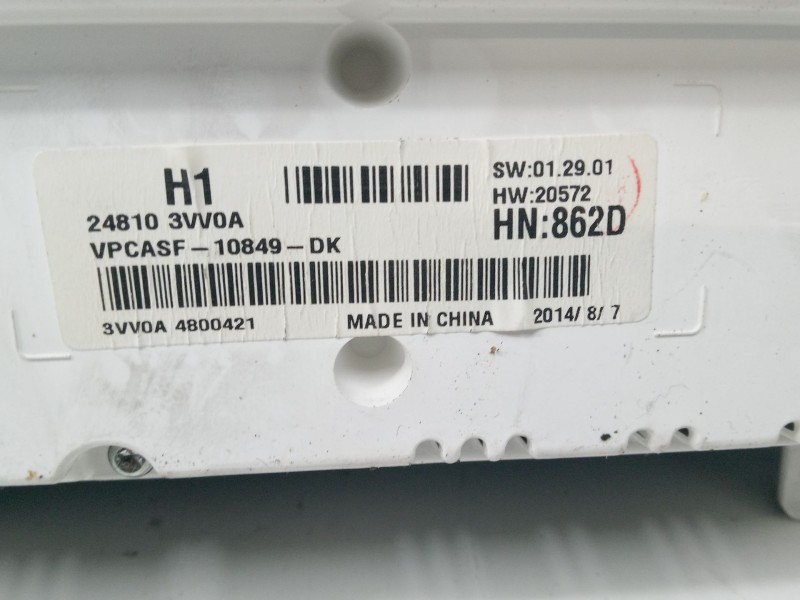 H1
24810 3VV0A
VPCASF-10849-DK
SW:01.29.01
HW:20572
HN:862D
3VV0A 4800421
MADE IN CHINA
2014/ 8/ 7